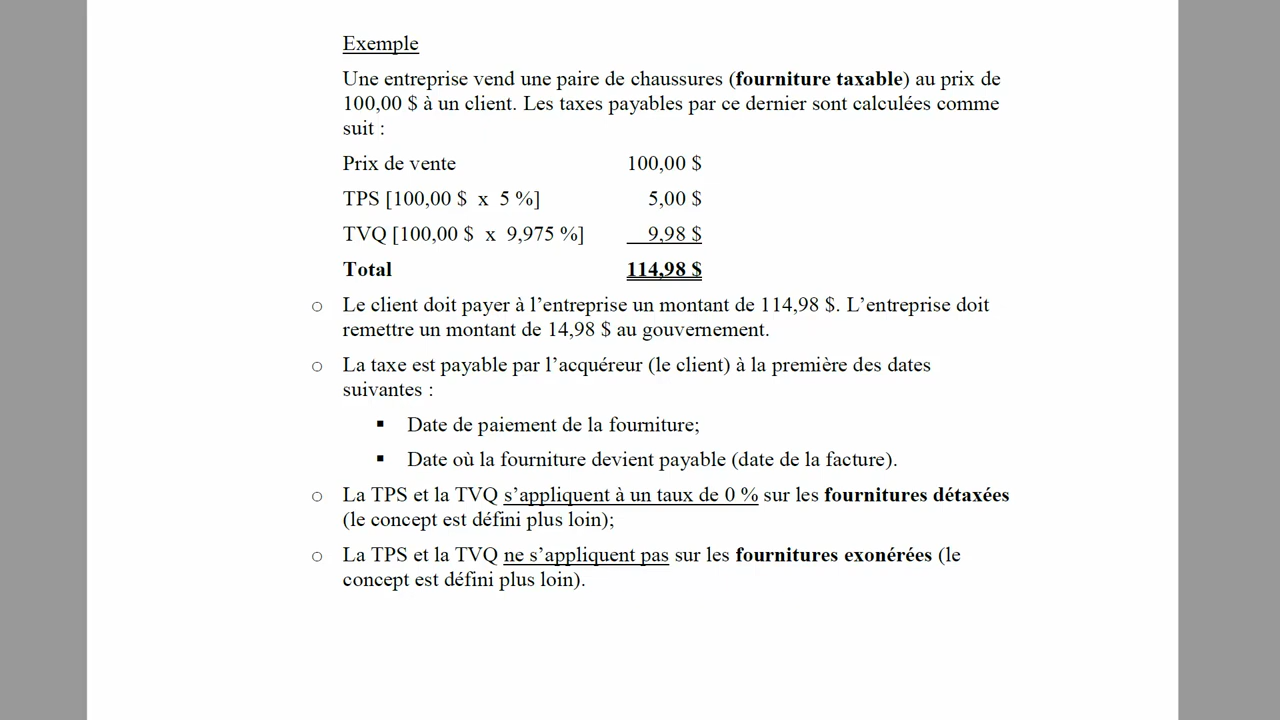 Exemple
Une entreprise vend une paire de chaussures (fourniture taxable) au prix de
100,00 $ à un client. Les taxes payables par ce dernier sont calculées comme
suit :
Prix de vente 100,00 $
TPS [100,00 $ x 5 %] 5,00 $
TVQ [100,00 $ x 9,975 %] 9,98 $
Total 114,98 $
o Le client doit payer à l’entreprise un montant de 114,98 $. L’entreprise doit
remettre un montant de 14,98 $ au gouvernement.
o La taxe est payable par l’acquéreur (le client) à la première des dates
suivantes :
▪ Date de paiement de la fourniture;
▪ Date où la fourniture devient payable (date de la facture).
o La TPS et la TVQ s’appliquent à un taux de 0 % sur les fournitures détaxées
(le concept est défini plus loin);
o La TPS et la TVQ ne s’appliquent pas sur les fournitures exonérées (le
concept est défini plus loin).